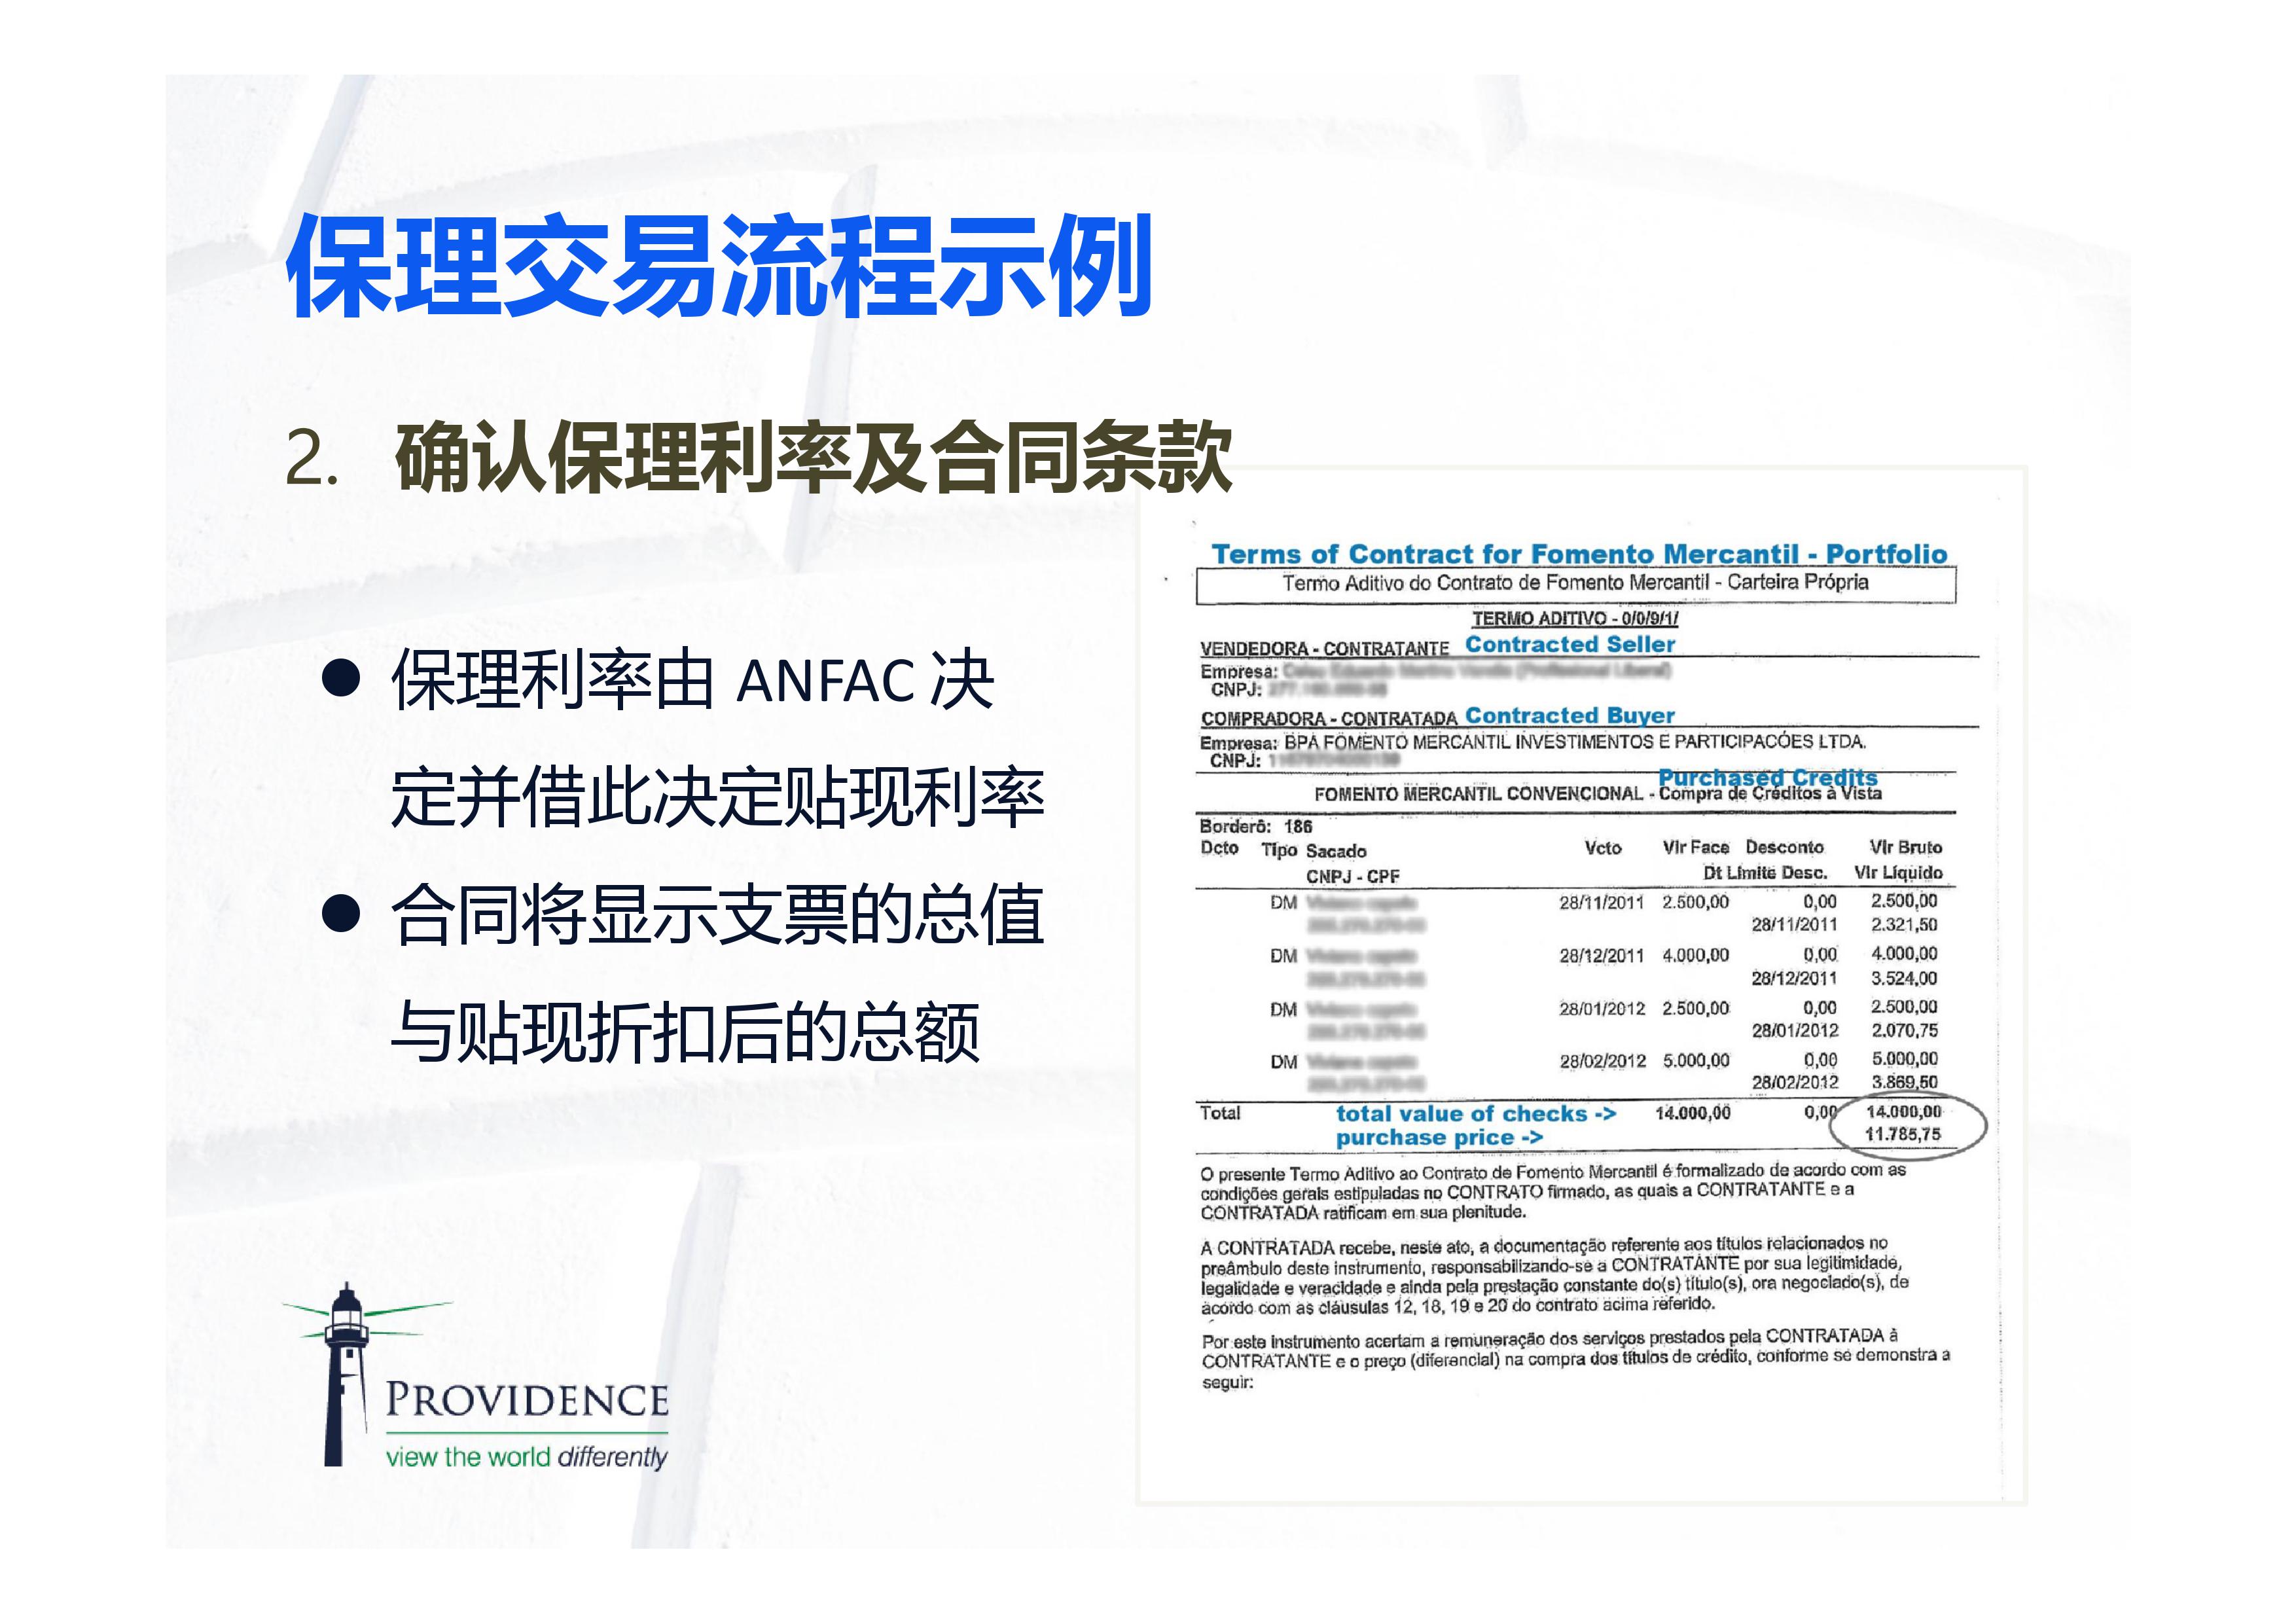 保理交易流程示例
2. 确认保理利率及合同条款
● 保理利率由 ANFAC 决
定并借此决定贴现利率
● 合同将显示支票的总值
与贴现折扣后的总额
PROVIDENCE
view the world differently
Terms of Contract for Fomento Mercantil - Portfolio
Termo Aditivo do Contrato de Fomento Mercantil - Carteira Própria
TERMO ADITIVO - 0/0/9/1/
VENDEDORA - CONTRATANTE Contracted Seller
Empresa:
CNPJ:
COMPRADORA - CONTRATADA Contracted Buyer
Empresa: BPA FOMENTO MERCANTIL INVESTIMENTOS E PARTICIPACÓES LTDA.
CNPJ:
Purchased Credits
FOMENTO MERCANTIL CONVENCIONAL - Compra de Créditos à Vista
Borderô: 186
Dcto Tipo Sacado Vcto Vlr Face Desconto Vlr Bruto
CNPJ - CPF Dt Limite Desc. Vlr Líquido
DM 28/11/2011 2.500,00 0,00 2.500,00
28/11/2011 2.321,50
DM 28/12/2011 4.000,00 0,00 4.000,00
28/12/2011 3.524,00
DM 28/01/2012 2.500,00 0,00 2.500,00
28/01/2012 2.070,75
DM 28/02/2012 5.000,00 0,00 5.000,00
28/02/2012 3.869,50
Total total value of checks -> 14.000,00 0,00 14.000,00
purchase price -> 11.785,75
O presente Termo Aditivo ao Contrato de Fomento Mercantil é formalizado de acordo com as
condições gerais estipuladas no CONTRATO firmado, as quais a CONTRATANTE e a
CONTRATADA ratificam em sua plenitude.
A CONTRATADA recebe, neste ato, a documentação referente aos títulos relacionados no
preâmbulo deste instrumento, responsabilizando-se a CONTRATANTE por sua legitimidade,
legalidade e veracidade e ainda pela prestação constante do(s) título(s), ora negociado(s), de
acordo com as cláusulas 12, 18, 19 e 20 do contrato acima referido.
Por este instrumento acertam a remuneração dos serviços prestados pela CONTRATADA à
CONTRATANTE e o preço (diferencial) na compra dos títulos de crédito, conforme se demonstra a
seguir: